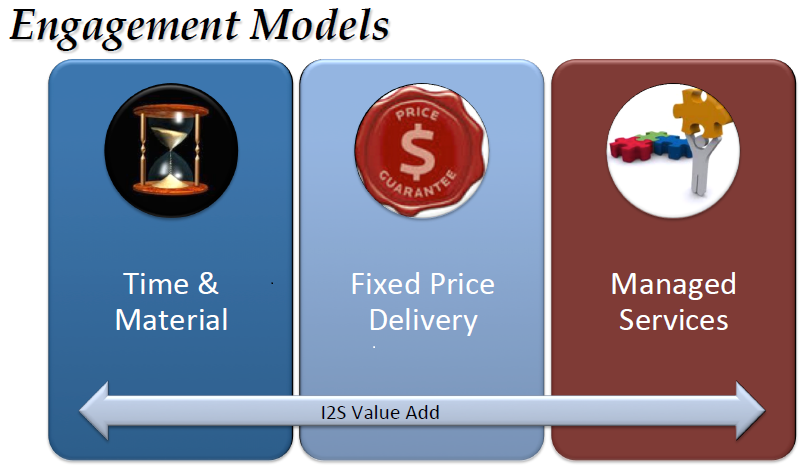 Engagement Models
PRICE
$
GUARANTEE
Time &
Material
Fixed Price
Delivery
Managed
Services
I2S Value Add